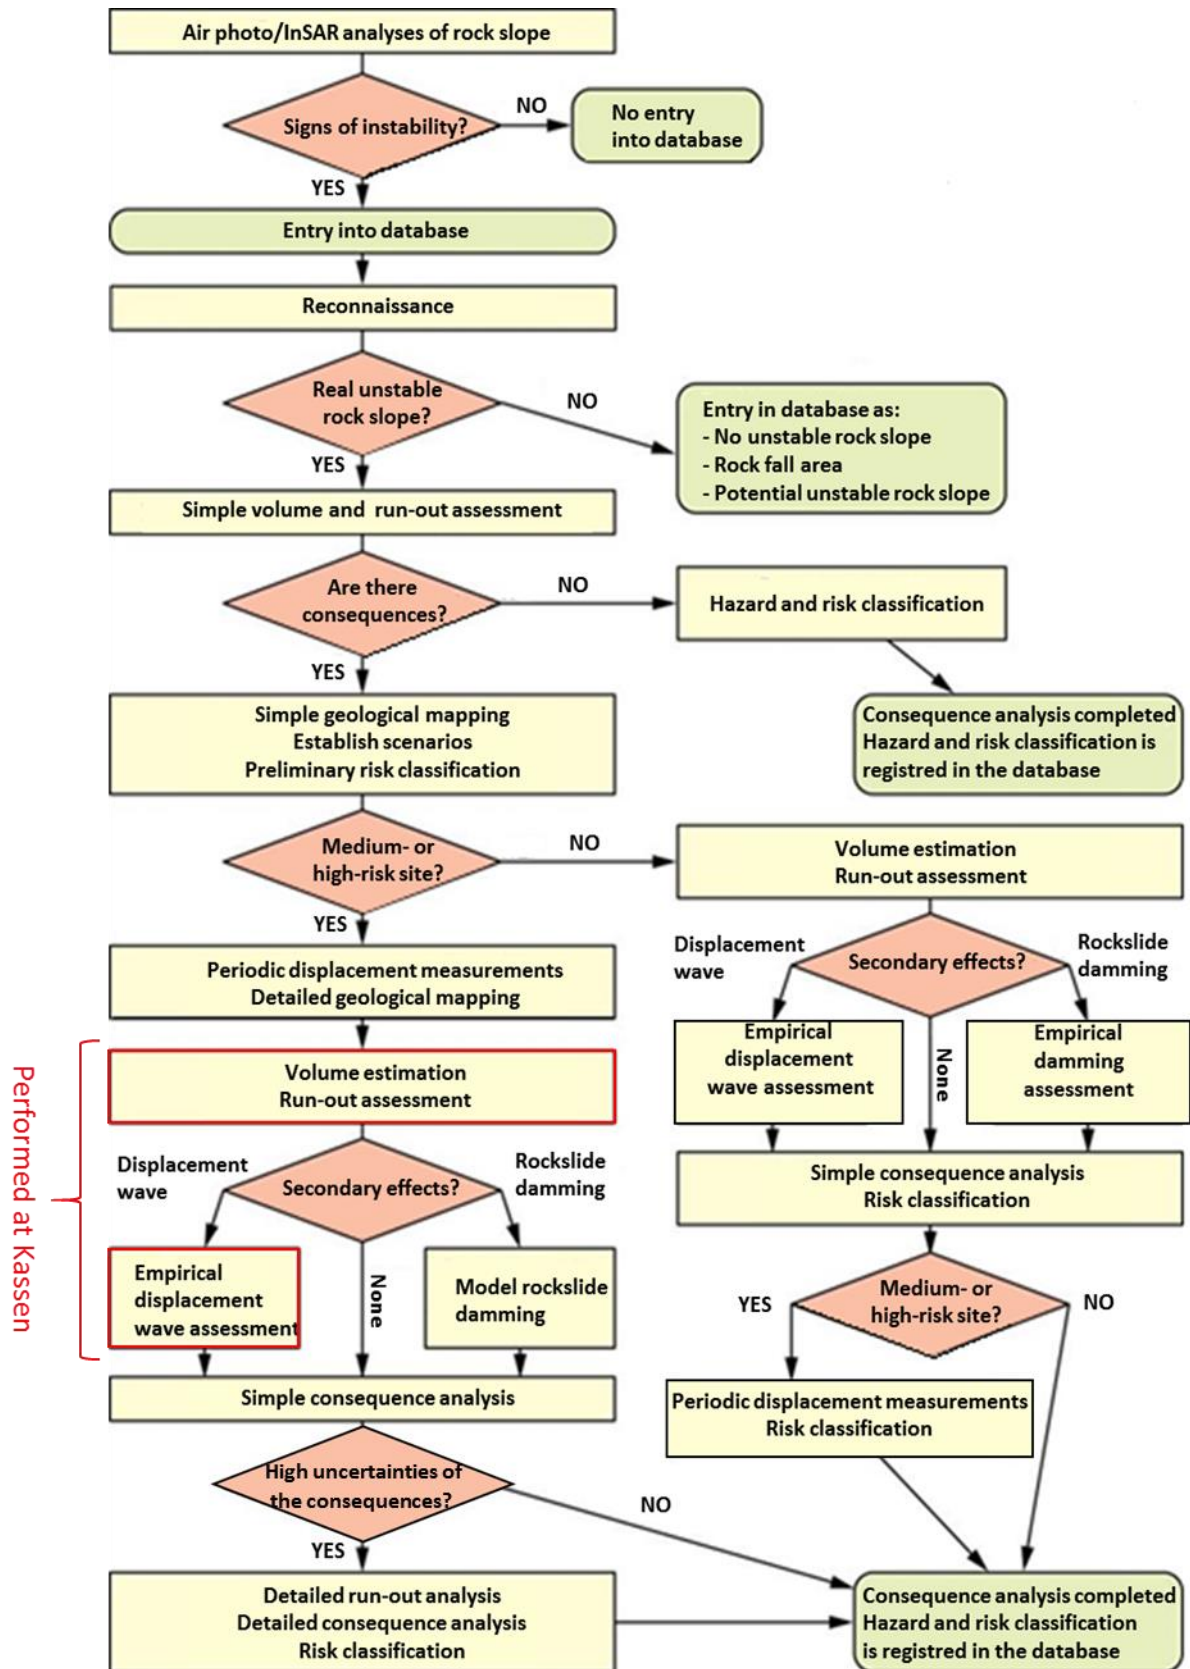 Air photo/InSAR analyses of rock slope
Signs of instability?
NO
No entry
into database
YES
Entry into database
Reconnaissance
Real unstable
rock slope?
NO
Entry in database as:
- No unstable rock slope
- Rock fall area
- Potential unstable rock slope
YES
Simple volume and run-out assessment
Are there
consequences?
NO
Hazard and risk classification
YES
Consequence analysis completed
Hazard and risk classification is
registred in the database
Simple geological mapping
Establish scenarios
Preliminary risk classification
Medium- or
high-risk site?
NO
Volume estimation
Run-out assessment
YES
Periodic displacement measurements
Detailed geological mapping
Displacement
wave
Secondary effects?
Rockslide
damming
Empirical
displacement
wave assessment
None
Empirical
damming
assessment
Performed at Kassen
Volume estimation
Run-out assessment
Displacement
wave
Secondary effects?
Rockslide
damming
Simple consequence analysis
Risk classification
Empirical
displacement
wave assessment
None
Model rockslide
damming
Medium- or
high-risk site?
YES
NO
Simple consequence analysis
Periodic displacement measurements
Risk classification
High uncertainties of
the consequences?
NO
YES
Detailed run-out analysis
Detailed consequence analysis
Risk classification
Consequence analysis completed
Hazard and risk classification
is registred in the database